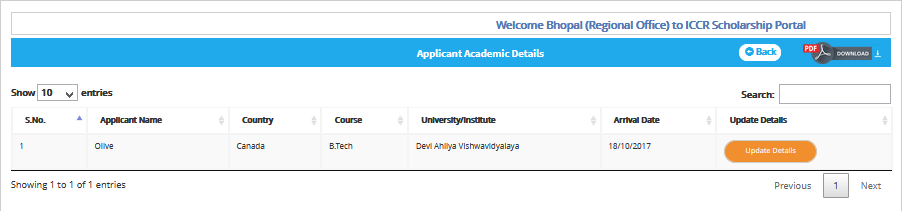 Welcome Bhopal (Regional Office) to ICCR Scholarship Portal
Applicant Academic Details Back PDF DOWNLOAD
Show 10 entries Search:
S.No. Applicant Name Country Course University/Institute Arrival Date Update Details
1 Olive Canada B.Tech Devi Ahilya Vishwavidyalaya 18/10/2017 Update Details
Showing 1 to 1 of 1 entries Previous 1 Next